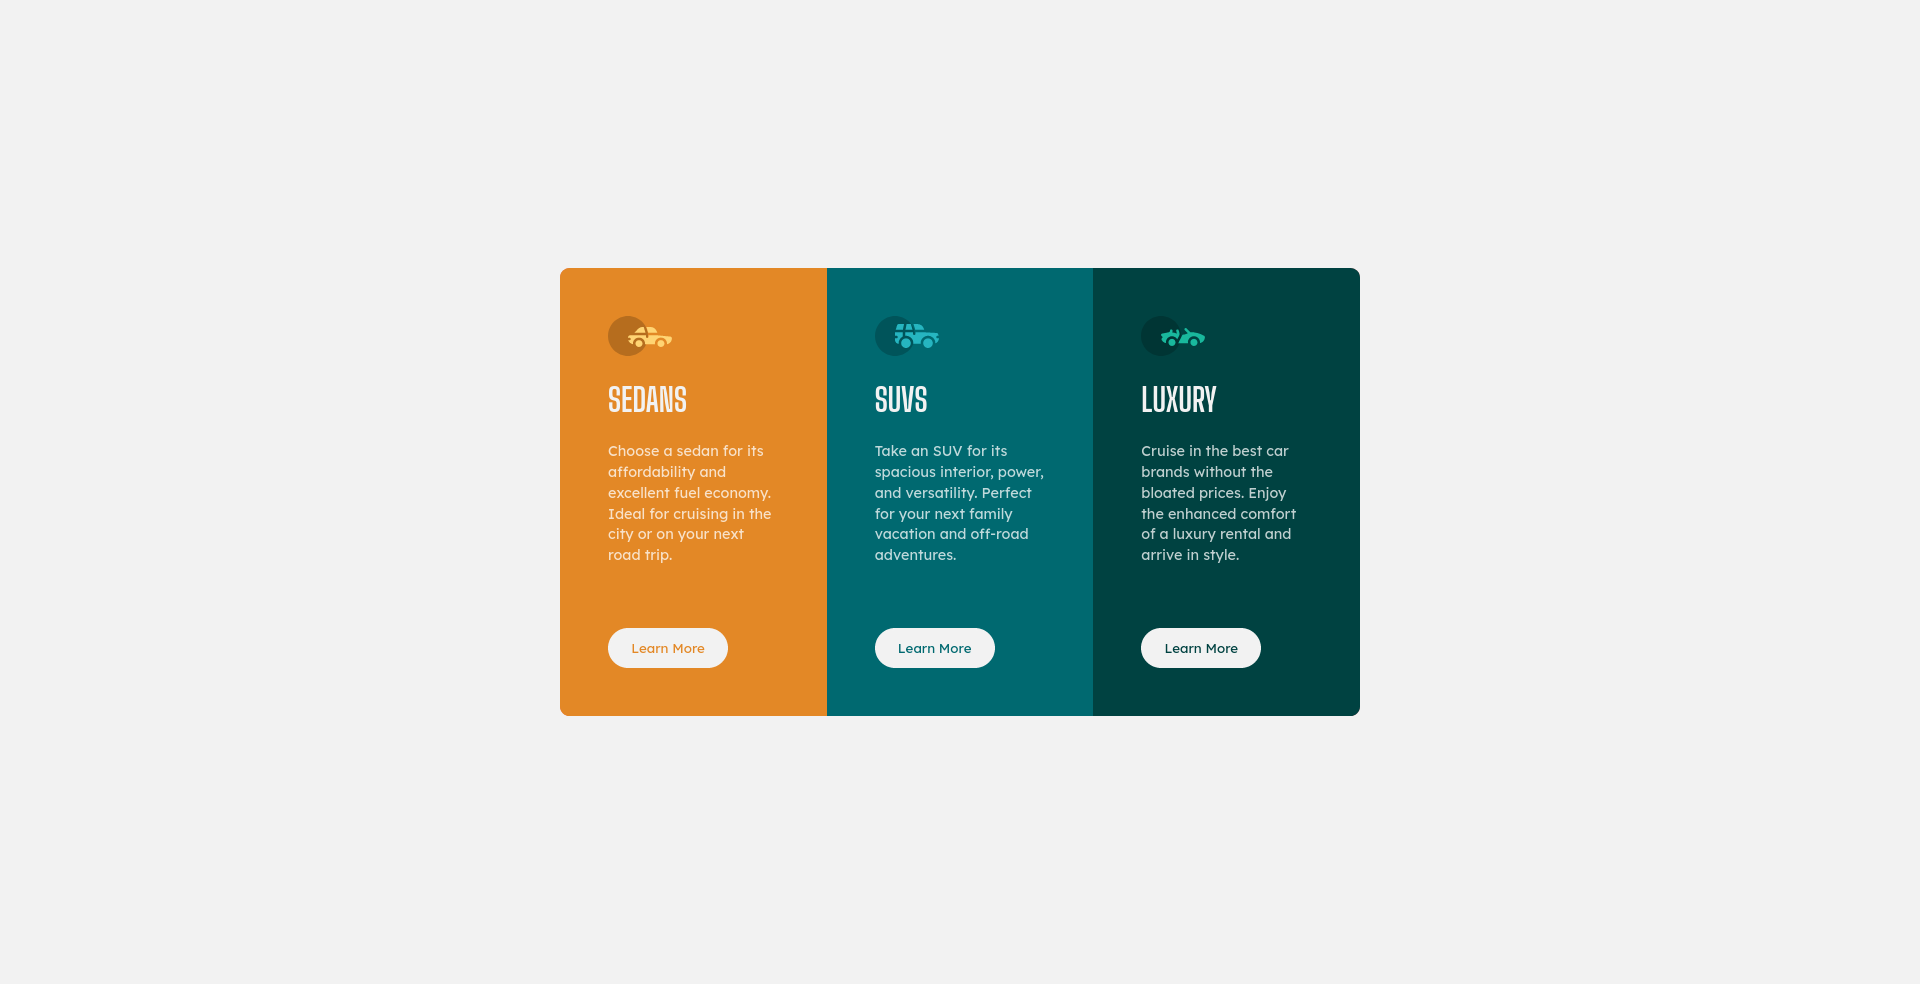 SEDANS
Choose a sedan for its
affordability and
excellent fuel economy.
Ideal for cruising in the
city or on your next
road trip.
Learn More
SUVS
Take an SUV for its
spacious interior, power,
and versatility. Perfect
for your next family
vacation and off-road
adventures.
Learn More
LUXURY
Cruise in the best car
brands without the
bloated prices. Enjoy
the enhanced comfort
of a luxury rental and
arrive in style.
Learn More